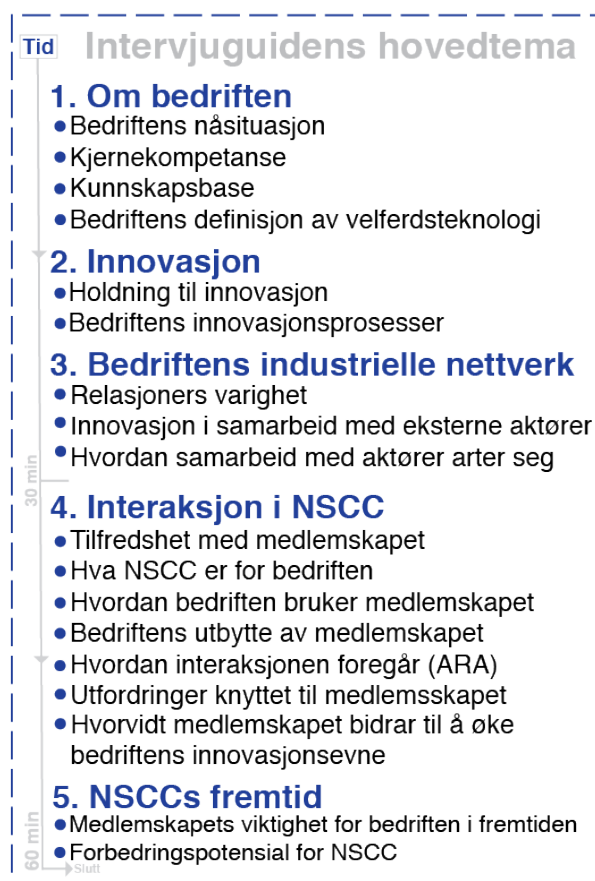 Tid
Intervjuguidens hovedtema
1. Om bedriften
•Bedriftens nåsituasjon
•Kjernekompetanse
•Kunnskapsbase
•Bedriftens definisjon av velferdsteknologi
2. Innovasjon
•Holdning til innovasjon
•Bedriftens innovasjonsprosesser
3. Bedriftens industrielle nettverk
•Relasjoners varighet
•Innovasjon i samarbeid med eksterne aktører
•Hvordan samarbeid med aktører arter seg
30 min
4. Interaksjon i NSCC
•Tilfredshet med medlemskapet
•Hva NSCC er for bedriften
•Hvordan bedriften bruker medlemskapet
•Bedriftens utbytte av medlemskapet
•Hvordan interaksjonen foregår (ARA)
•Utfordringer knyttet til medlemsskapet
•Hvorvidt medlemskapet bidrar til å øke
bedriftens innovasjonsevne
5. NSCCs fremtid
•Medlemskapets viktighet for bedriften i fremtiden
•Forbedringspotensial for NSCC
60 min
Slutt